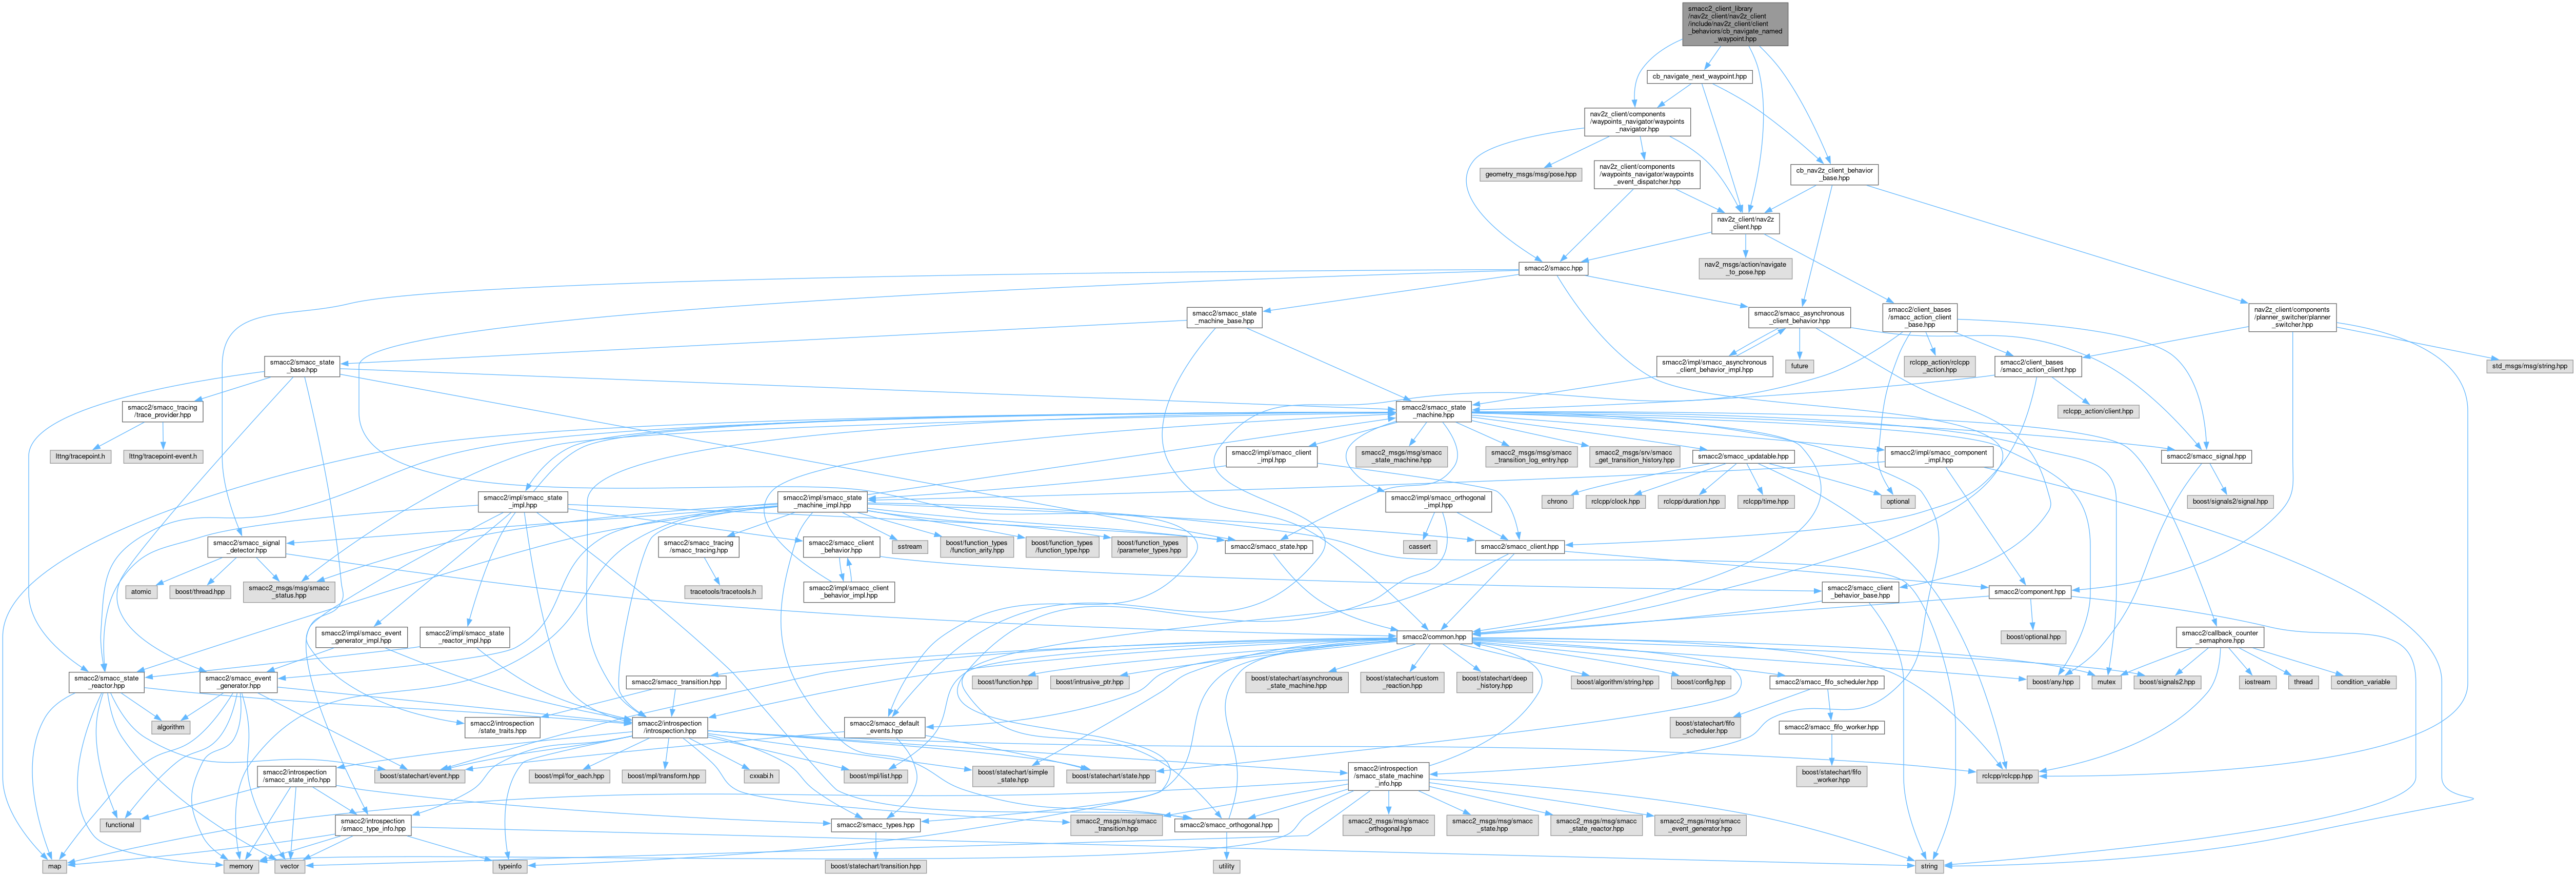 smacc2_client_library
/nav2z_client/nav2z_client
/include/nav2z_client/client
_behaviors/cb_navigate_named
_waypoint.hpp
cb_navigate_next_waypoint.hpp
nav2z_client/components
/waypoints_navigator/waypoints
_navigator.hpp
geometry_msgs/msg/pose.hpp
nav2z_client/components
/waypoints_navigator/waypoints
_event_dispatcher.hpp
cb_nav2z_client_behavior
_base.hpp
nav2z_client/nav2z
_client.hpp
smacc2/smacc.hpp
nav2_msgs/action/navigate
_to_pose.hpp
smacc2/smacc_state
_machine_base.hpp
smacc2/smacc_asynchronous
_client_behavior.hpp
smacc2/client_bases
/smacc_action_client
_base.hpp
nav2z_client/components
/planner_switcher/planner
_switcher.hpp
smacc2/smacc_state
_base.hpp
smacc2/impl/smacc_asynchronous
_client_behavior_impl.hpp
future
rclcpp_action/rclcpp
_action.hpp
smacc2/client_bases
/smacc_action_client.hpp
std_msgs/msg/string.hpp
smacc2/smacc_tracing
/trace_provider.hpp
smacc2/smacc_state
_machine.hpp
rclcpp_action/client.hpp
lttng/tracepoint.h
lttng/tracepoint-event.h
smacc2/impl/smacc_client
_impl.hpp
smacc2_msgs/msg/smacc
_state_machine.hpp
smacc2_msgs/msg/smacc
_transition_log_entry.hpp
smacc2_msgs/srv/smacc
_get_transition_history.hpp
smacc2/smacc_updatable.hpp
smacc2/impl/smacc_component
_impl.hpp
smacc2/smacc_signal.hpp
smacc2/impl/smacc_state
_impl.hpp
smacc2/impl/smacc_state
_machine_impl.hpp
smacc2/impl/smacc_orthogonal
_impl.hpp
chrono
rclcpp/clock.hpp
rclcpp/duration.hpp
rclcpp/time.hpp
optional
boost/signals2/signal.hpp
smacc2/smacc_signal
_detector.hpp
smacc2/smacc_tracing
/smacc_tracing.hpp
smacc2/smacc_client
_behavior.hpp
sstream
boost/function_types
/function_arity.hpp
boost/function_types
/function_type.hpp
boost/function_types
/parameter_types.hpp
smacc2/smacc_state.hpp
cassert
smacc2/smacc_client.hpp
atomic
boost/thread.hpp
smacc2_msgs/msg/smacc
_status.hpp
tracetools/tracetools.h
smacc2/impl/smacc_client
_behavior_impl.hpp
smacc2/smacc_client
_behavior_base.hpp
smacc2/component.hpp
smacc2/impl/smacc_event
_generator_impl.hpp
smacc2/impl/smacc_state
_reactor_impl.hpp
smacc2/common.hpp
boost/optional.hpp
smacc2/callback_counter
_semaphore.hpp
smacc2/smacc_state
_reactor.hpp
smacc2/smacc_event
_generator.hpp
smacc2/smacc_transition.hpp
boost/function.hpp
boost/intrusive_ptr.hpp
boost/statechart/asynchronous
_state_machine.hpp
boost/statechart/custom
_reaction.hpp
boost/statechart/deep
_history.hpp
boost/algorithm/string.hpp
boost/config.hpp
smacc2/smacc_fifo_scheduler.hpp
boost/any.hpp
mutex
boost/signals2.hpp
iostream
thread
condition_variable
algorithm
smacc2/introspection
/state_traits.hpp
smacc2/introspection
/introspection.hpp
smacc2/smacc_default
_events.hpp
boost/statechart/fifo
_scheduler.hpp
smacc2/smacc_fifo_worker.hpp
smacc2/introspection
/smacc_state_info.hpp
boost/statechart/event.hpp
boost/mpl/for_each.hpp
boost/mpl/transform.hpp
cxxabi.h
boost/mpl/list.hpp
boost/statechart/simple
_state.hpp
boost/statechart/state.hpp
smacc2/introspection
/smacc_state_machine
_info.hpp
boost/statechart/fifo
_worker.hpp
rclcpp/rclcpp.hpp
functional
smacc2/introspection
/smacc_type_info.hpp
smacc2/smacc_types.hpp
smacc2_msgs/msg/smacc
_transition.hpp
smacc2/smacc_orthogonal.hpp
smacc2_msgs/msg/smacc
_orthogonal.hpp
smacc2_msgs/msg/smacc
_state.hpp
smacc2_msgs/msg/smacc
_state_reactor.hpp
smacc2_msgs/msg/smacc
_event_generator.hpp
map
memory
vector
typeinfo
boost/statechart/transition.hpp
utility
string